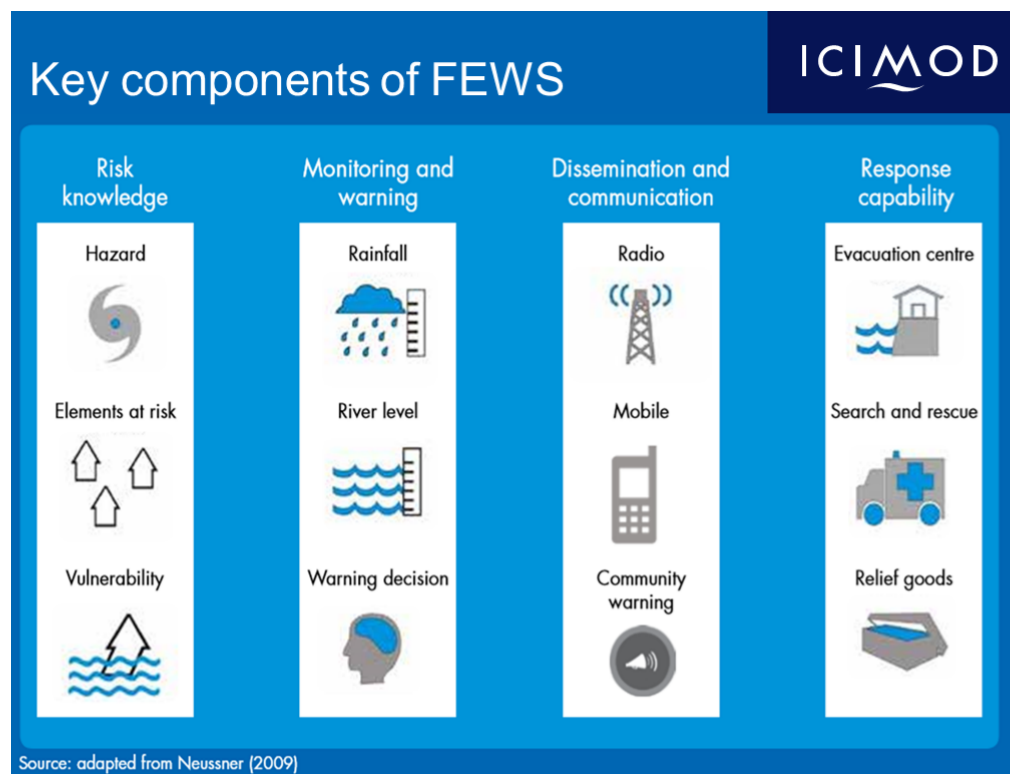 Key components of FEWS
ICIMOD
Risk
knowledge
Hazard
Elements at risk
Vulnerability
Monitoring and
warning
Rainfall
River level
Warning decision
Dissemination and
communication
Radio
Mobile
Community
warning
Response
capability
Evacuation centre
Search and rescue
Relief goods
Source: adapted from Neussner (2009)